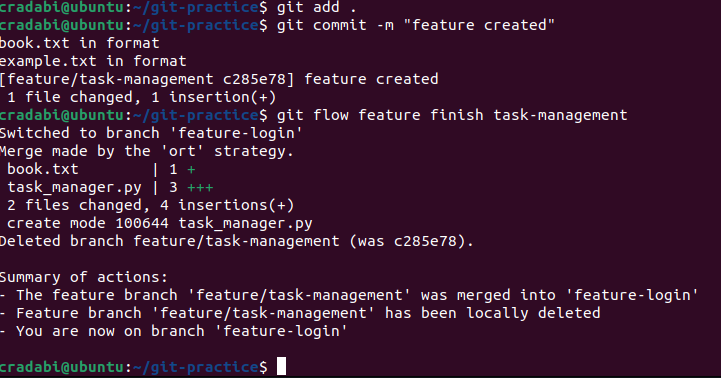 cradabi@ubuntu:~/git-practice$ git add .
cradabi@ubuntu:~/git-practice$ git commit -m "feature created"
book.txt in format
example.txt in format
[feature/task-management c285e78] feature created
 1 file changed, 1 insertion(+)
cradabi@ubuntu:~/git-practice$ git flow feature finish task-management
Switched to branch 'feature-login'
Merge made by the 'ort' strategy.
 book.txt        | 1 +
 task_manager.py | 3 +++
 2 files changed, 4 insertions(+)
 create mode 100644 task_manager.py
Deleted branch feature/task-management (was c285e78).

Summary of actions:
- The feature branch 'feature/task-management' was merged into 'feature-login'
- Feature branch 'feature/task-management' has been locally deleted
- You are now on branch 'feature-login'

cradabi@ubuntu:~/git-practice$